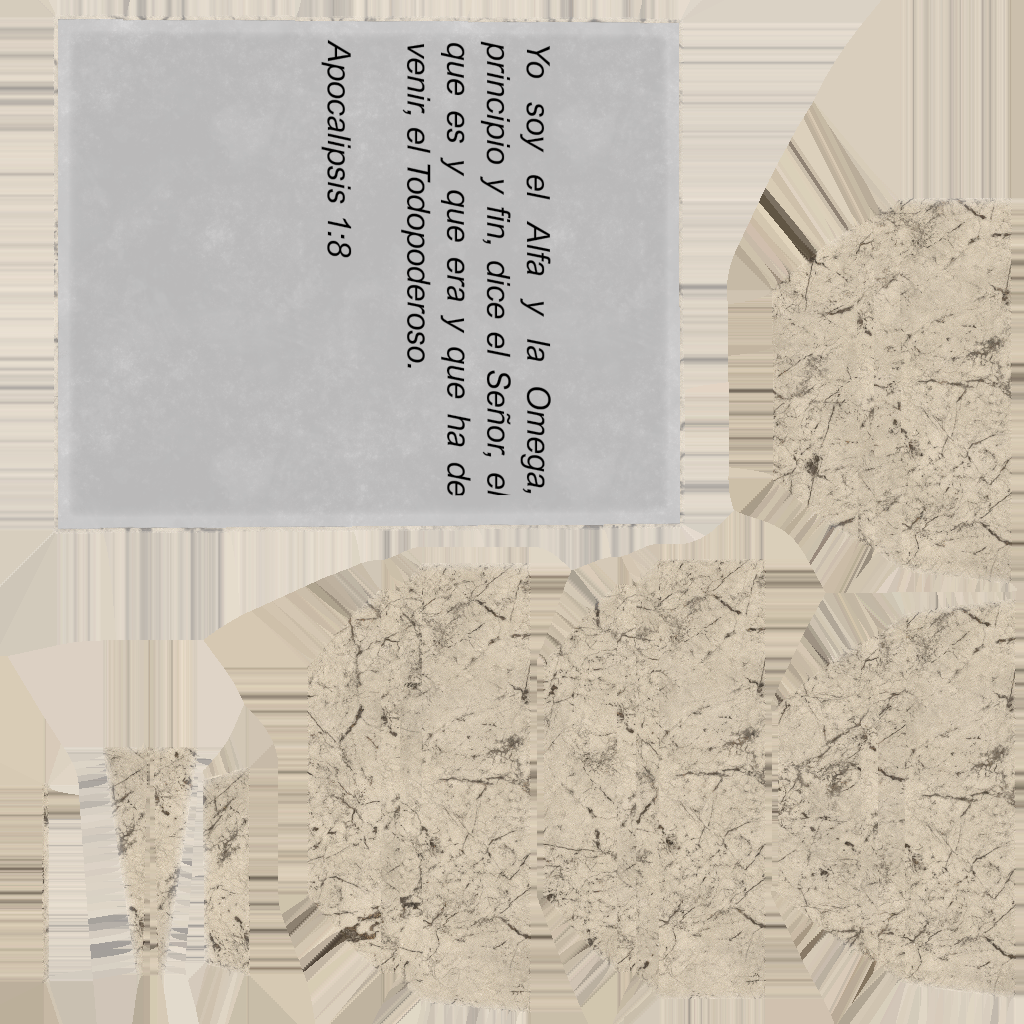 Yo soy el Alfa y la Omega,
principio y fin, dice el Señor, el
que es y que era y que ha de
venir, el Todopoderoso.
Apocalipsis 1:8